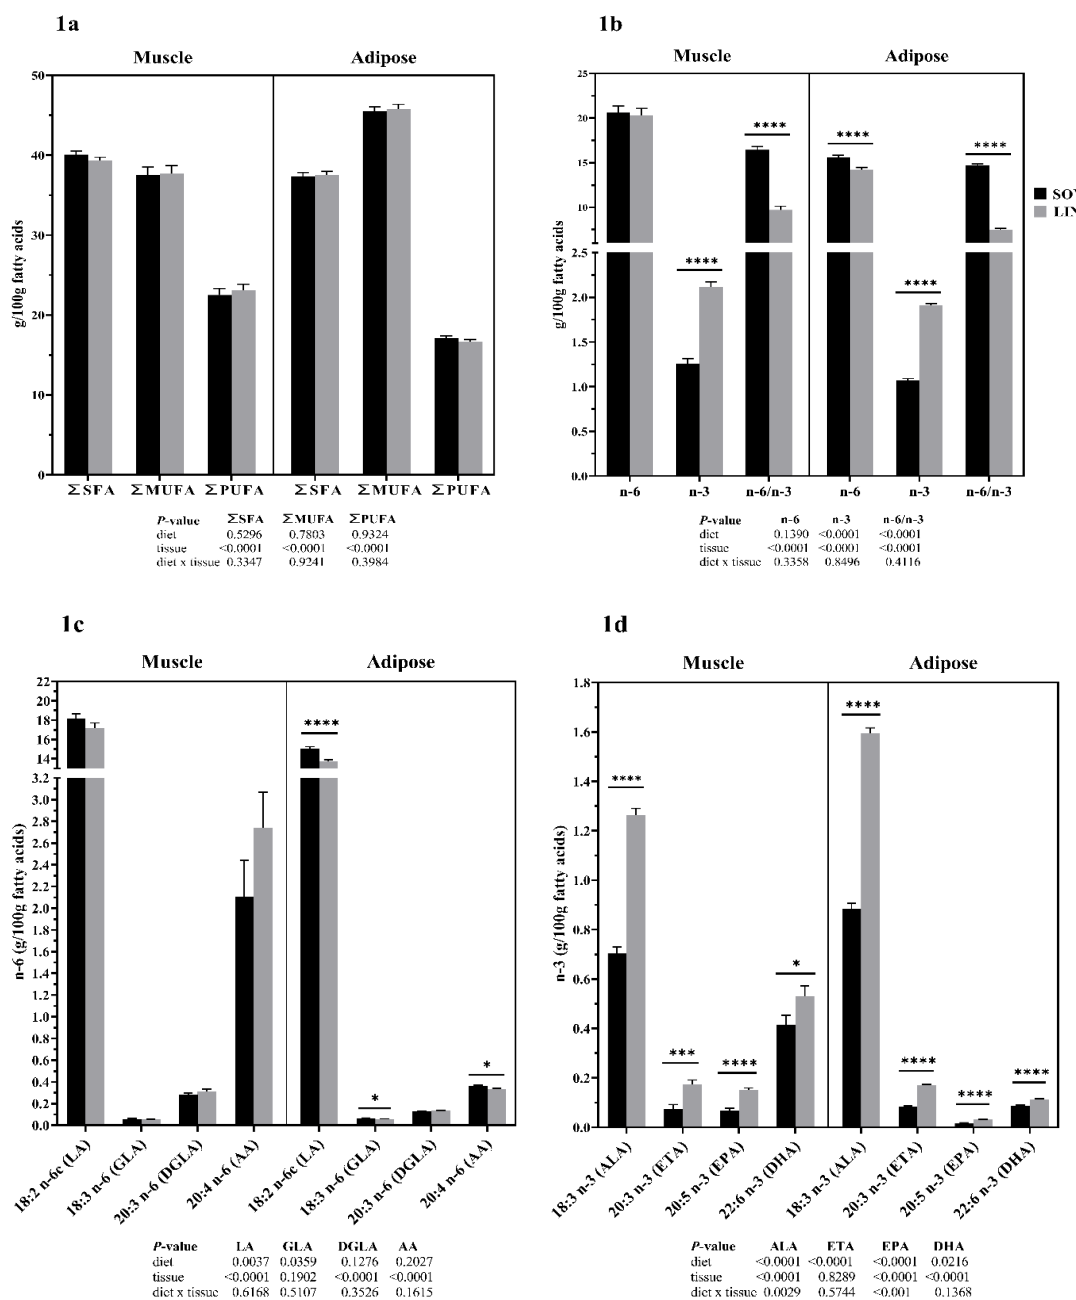 1a
Muscle Adipose
g/100g fatty acids
50
40
30
20
10
0
ΣSFA ΣMUFA ΣPUFA ΣSFA ΣMUFA ΣPUFA
P-value ΣSFA ΣMUFA ΣPUFA
diet 0.5296 0.7803 0.9324
tissue <0.0001 <0.0001 <0.0001
diet x tissue 0.3347 0.9241 0.3984
1b
Muscle Adipose
g/100g fatty acids
25
20
15
10
2.5
2.0
1.5
1.0
0.5
0.0
**** **** **** **** ****
SOY
LIN
n-6 n-3 n-6/n-3 n-6 n-3 n-6/n-3
P-value n-6 n-3 n-6/n-3
diet 0.1390 <0.0001 <0.0001
tissue <0.0001 <0.0001 <0.0001
diet x tissue 0.3358 0.8496 0.4116
1c
Muscle Adipose
n-6 (g/100g fatty acids)
22
20
18
16
14
3.2
3.0
2.8
2.6
2.4
2.2
2.0
1.8
1.6
1.4
1.2
1.0
0.8
0.6
0.4
0.2
0.0
**** * *
18:2 n-6c (LA) 18:3 n-6 (GLA) 20:3 n-6 (DGLA) 20:4 n-6 (AA) 18:2 n-6c (LA) 18:3 n-6 (GLA) 20:3 n-6 (DGLA) 20:4 n-6 (AA)
P-value LA GLA DGLA AA
diet 0.0037 0.0359 0.1276 0.2027
tissue <0.0001 0.1902 <0.0001 <0.0001
diet x tissue 0.6168 0.5107 0.3526 0.1615
1d
Muscle Adipose
n-3 (g/100g fatty acids)
1.8
1.6
1.4
1.2
1.0
0.8
0.6
0.4
0.2
0.0
**** *** **** * **** **** **** ****
18:3 n-3 (ALA) 20:3 n-3 (ETA) 20:5 n-3 (EPA) 22:6 n-3 (DHA) 18:3 n-3 (ALA) 20:3 n-3 (ETA) 20:5 n-3 (EPA) 22:6 n-3 (DHA)
P-value ALA ETA EPA DHA
diet <0.0001 <0.0001 <0.0001 0.0216
tissue <0.0001 0.8289 <0.0001 <0.0001
diet x tissue 0.0029 0.5744 <0.001 0.1368